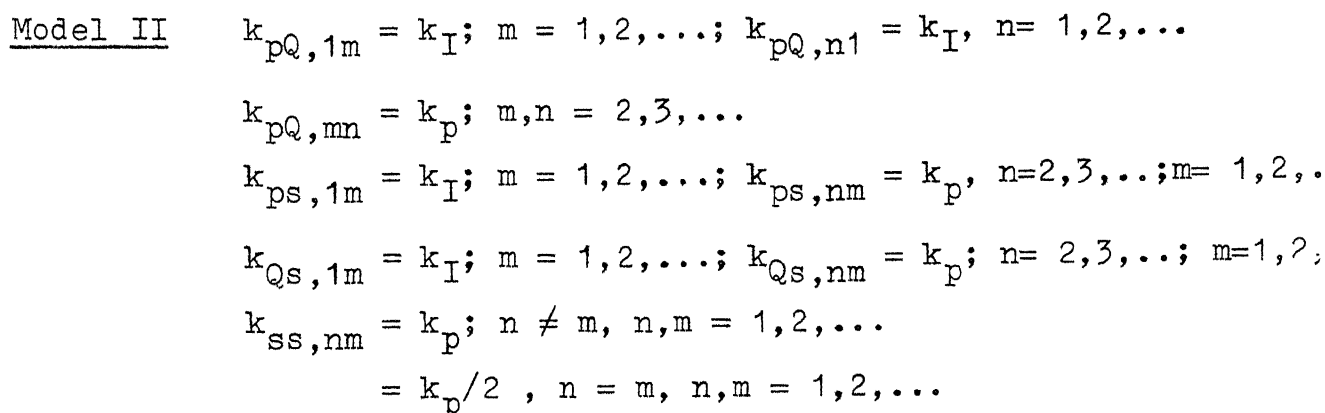 Model II k_pQ,1m = k_I; m = 1,2,...; k_pQ,n1 = k_I, n= 1,2,...
k_pQ,mn = k_p; m,n = 2,3,...
k_ps,1m = k_I; m = 1,2,...; k_ps,nm = k_p, n=2,3,..;m= 1,2,.
k_Qs,1m = k_I; m = 1,2,...; k_Qs,nm = k_p; n= 2,3,..; m=1,2,
k_ss,nm = k_p; n ≠ m, n,m = 1,2,...
= k_p/2 , n = m, n,m = 1,2,...